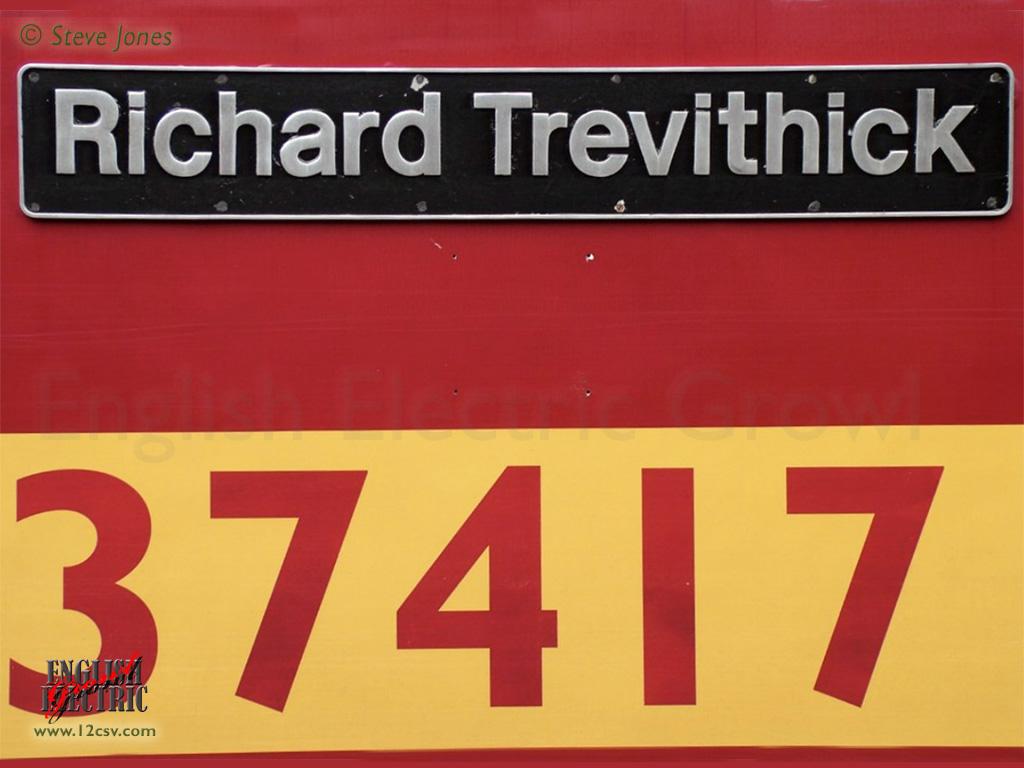 © Steve Jones
Richard Trevithick
English Electric Growl
37417
ENGLISH
ELECTRIC
Growl
www.12csv.com